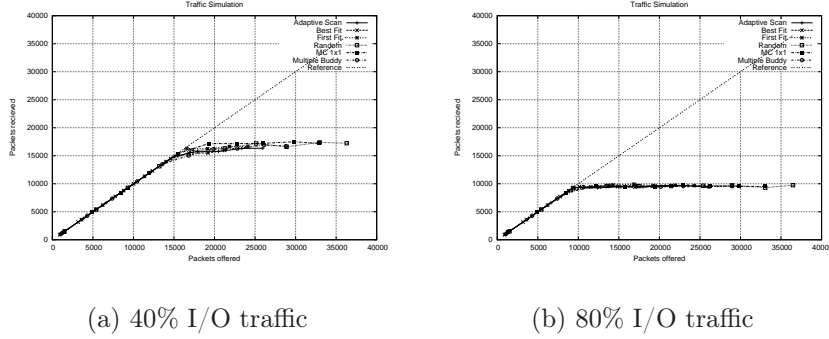 Traffic Simulation
Packets recieved
40000
35000
30000
25000
20000
15000
10000
5000
0
0 5000 10000 15000 20000 25000 30000 35000 40000
Packets offered
Adaptive Scan
Best Fit
First Fit
Random
MC 1x1
Multiple Buddy
Reference
(a) 40% I/O traffic
Traffic Simulation
Packets recieved
40000
35000
30000
25000
20000
15000
10000
5000
0
0 5000 10000 15000 20000 25000 30000 35000 40000
Packets offered
Adaptive Scan
Best Fit
First Fit
Random
MC 1x1
Multiple Buddy
Reference
(b) 80% I/O traffic